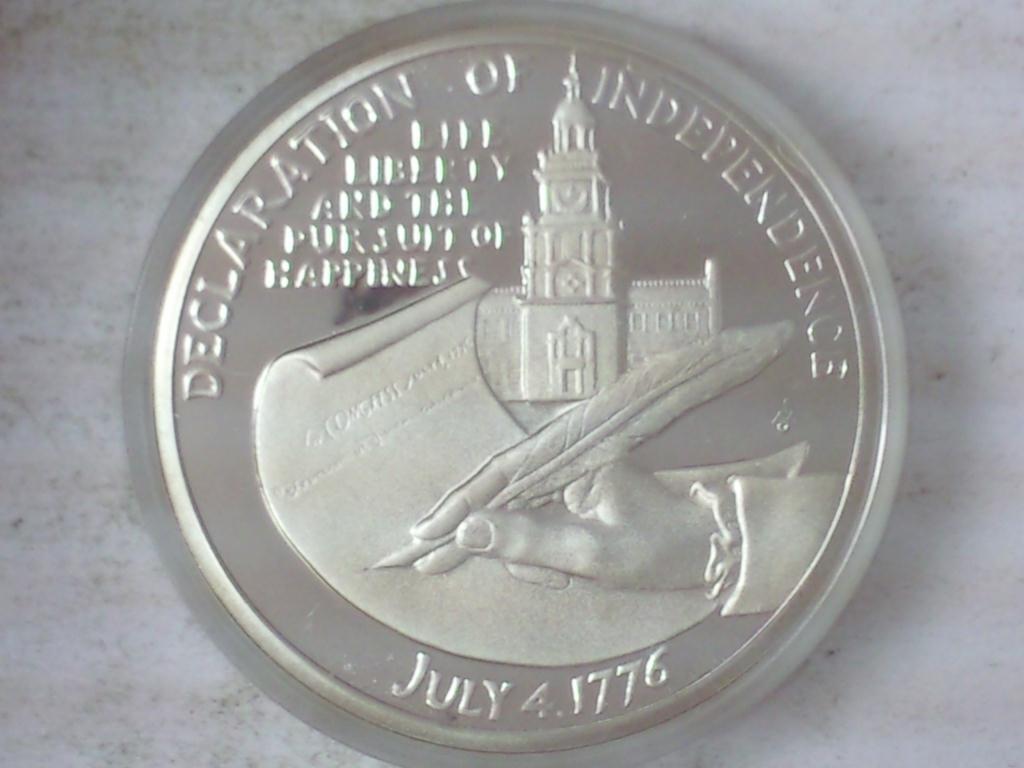 DECLARATION OF INDEPENDENCE
LIFE
LIBERTY
AND THE
PURSUIT OF
HAPPINESS
JULY 4.1776